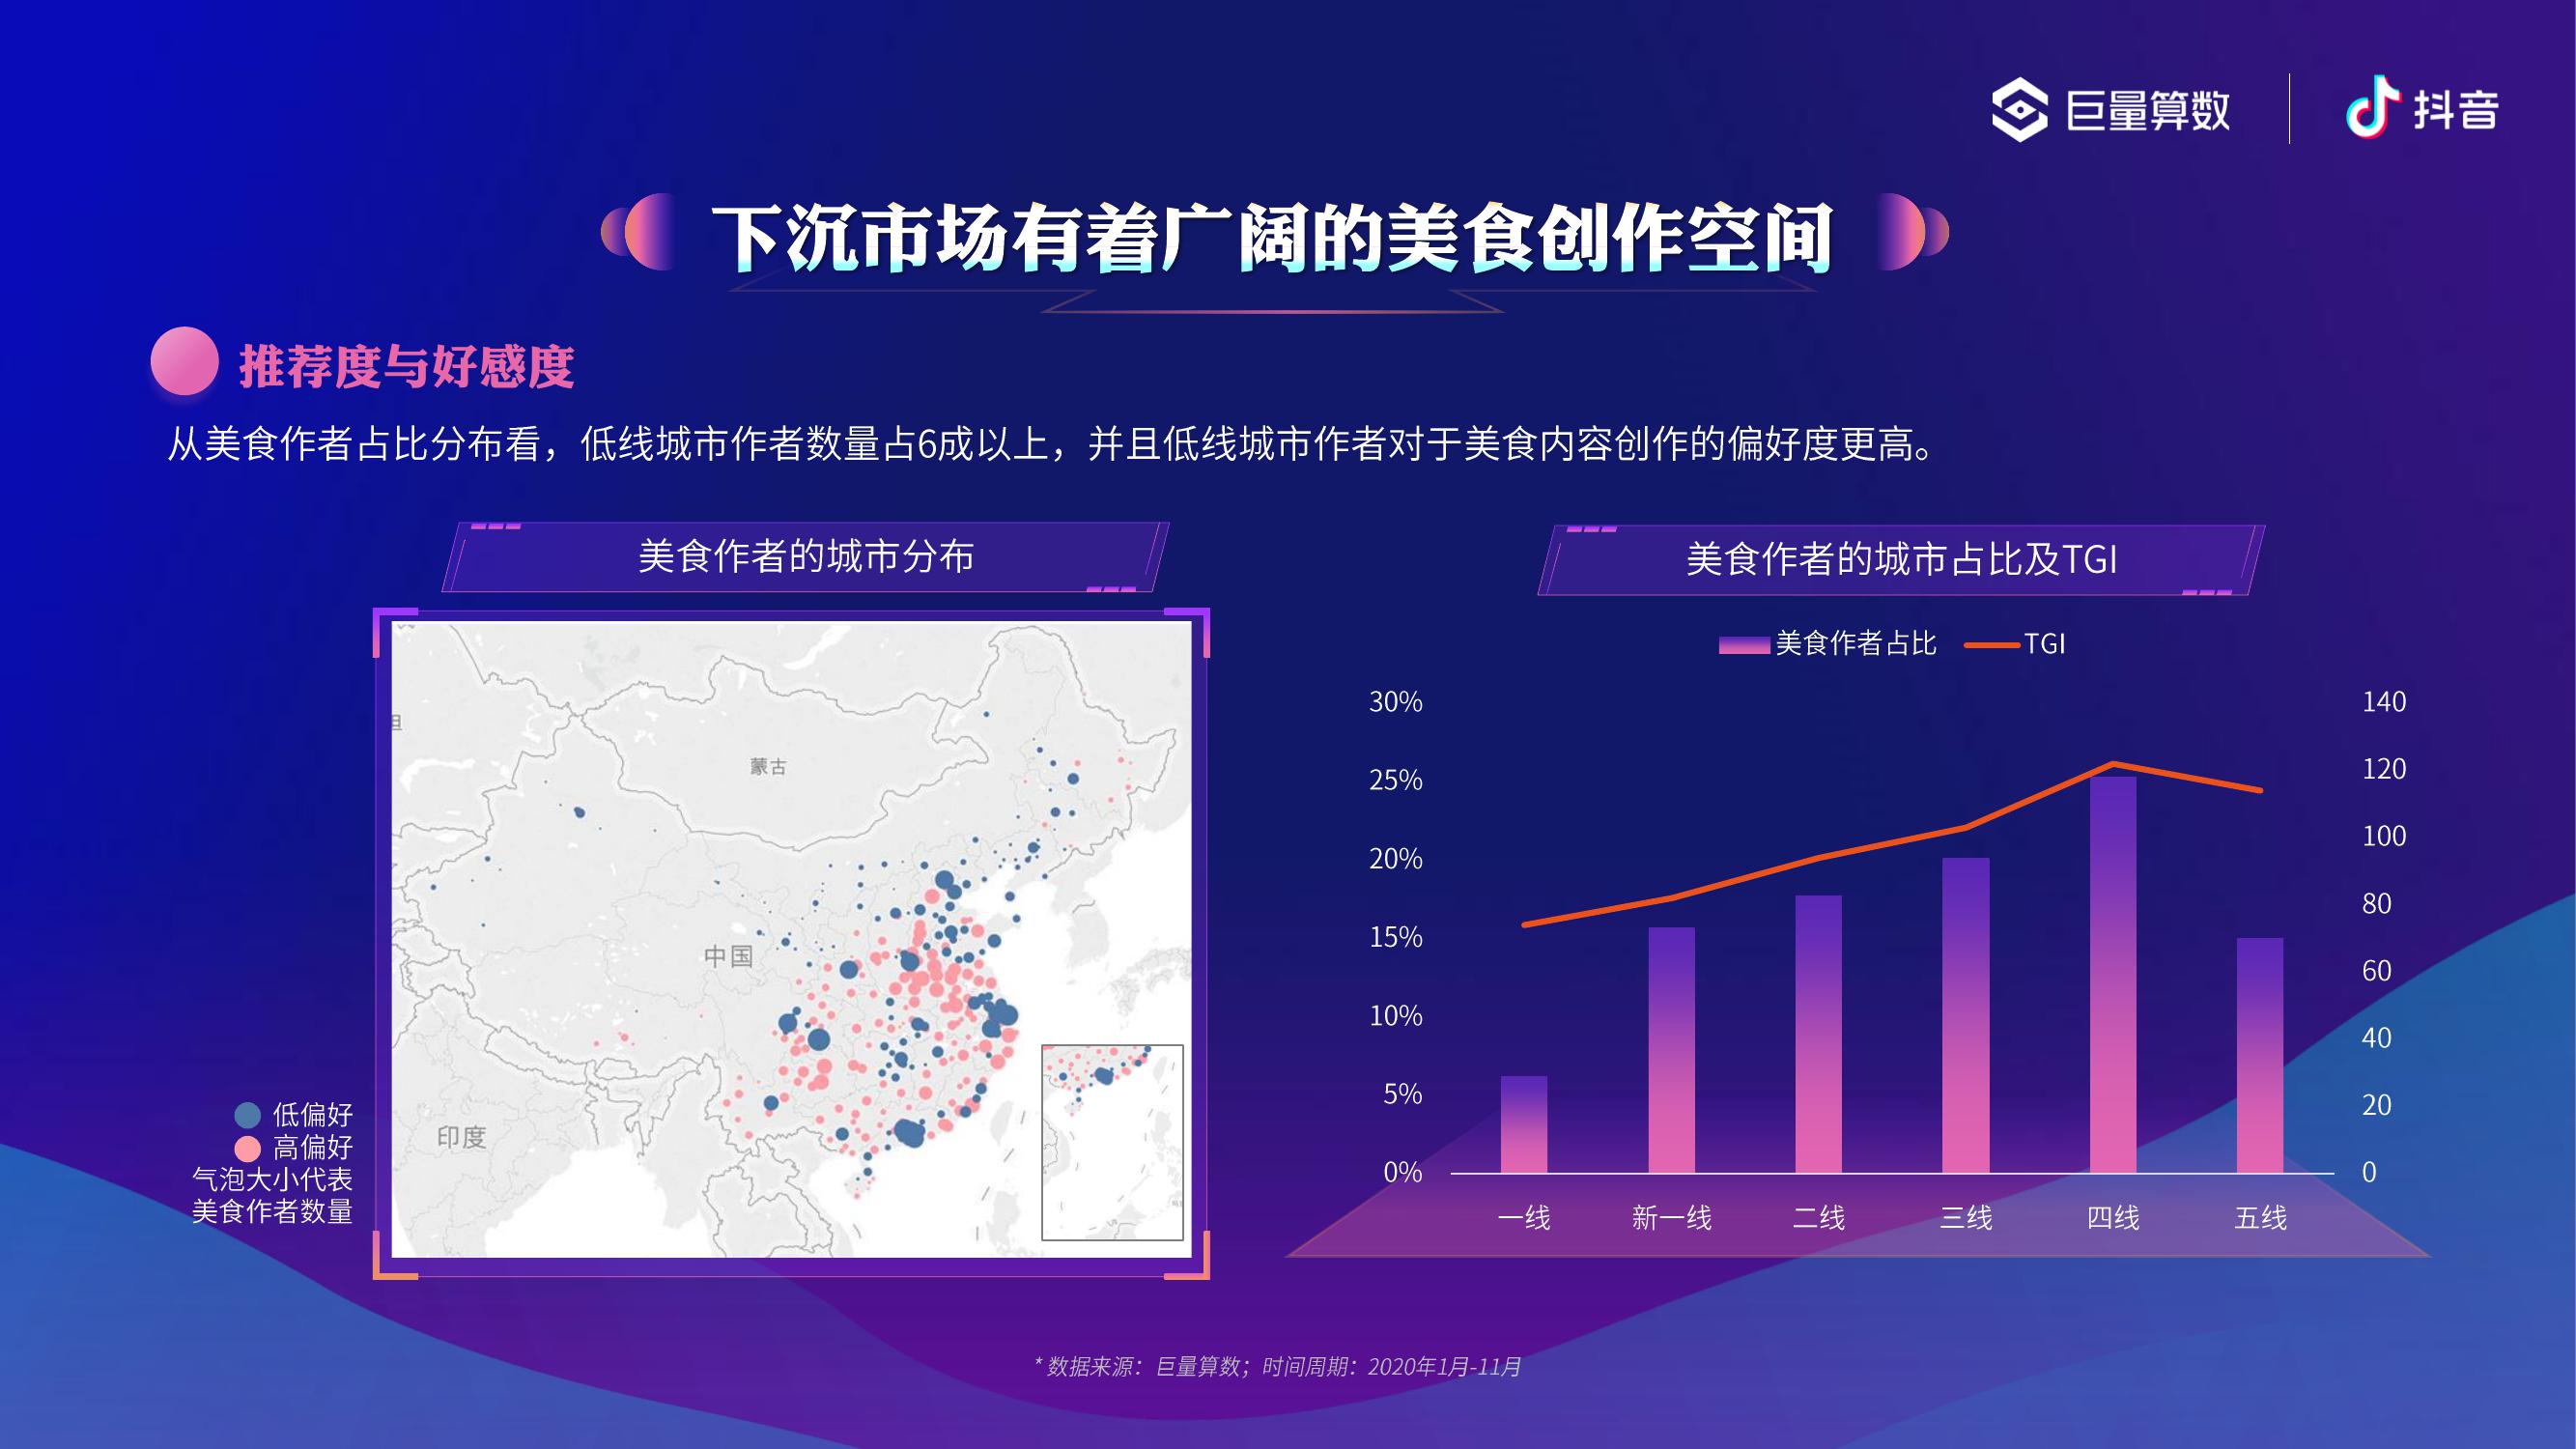 巨量算数
抖音
下沉市场有着广阔的美食创作空间
推荐度与好感度
从美食作者占比分布看，低线城市作者数量占6成以上，并且低线城市作者对于美食内容创作的偏好度更高。
美食作者的城市分布
蒙古
中国
印度
低偏好
高偏好
气泡大小代表
美食作者数量
美食作者的城市占比及TGI
美食作者占比 TGI
30% 140
25% 120
20% 100
15% 80
10% 60
5% 40
0% 20
0
一线 新一线 二线 三线 四线 五线
* 数据来源：巨量算数；时间周期：2020年1月-11月